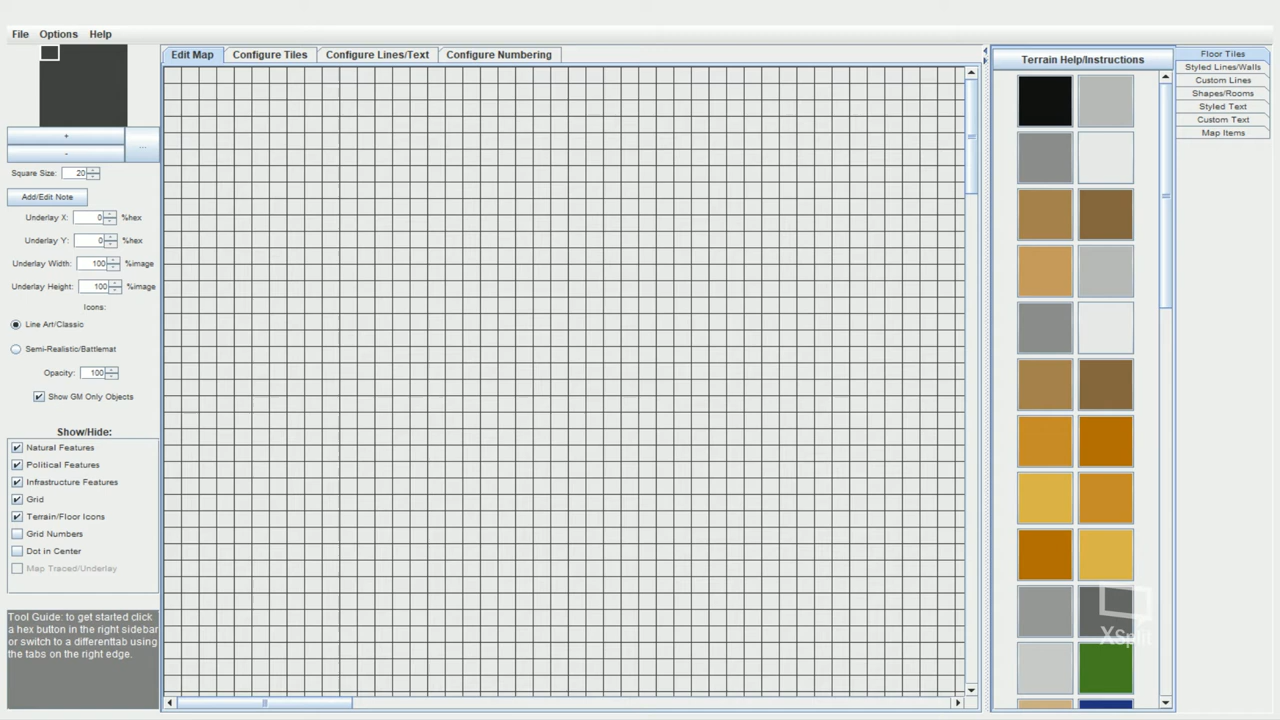 File Options Help
Edit Map Configure Tiles Configure Lines/Text Configure Numbering
+
-
...
Square Size: 20
Add/Edit Note
Underlay X: 0 %hex
Underlay Y: 0 %hex
Underlay Width: 100 %image
Underlay Height: 100 %image
Icons:
Line Art/Classic
Semi-Realistic/Battlemat
Opacity: 100
Show GM Only Objects
Show/Hide:
Natural Features
Political Features
Infrastructure Features
Grid
Terrain/Floor Icons
Grid Numbers
Dot in Center
Map Traced/Underlay
Tool Guide: to get started click
a hex button in the right sidebar
or switch to a differenttab using
the tabs on the right edge.
Terrain Help/Instructions
Floor Tiles
Styled Lines/Walls
Custom Lines
Shapes/Rooms
Styled Text
Custom Text
Map Items
XSplit